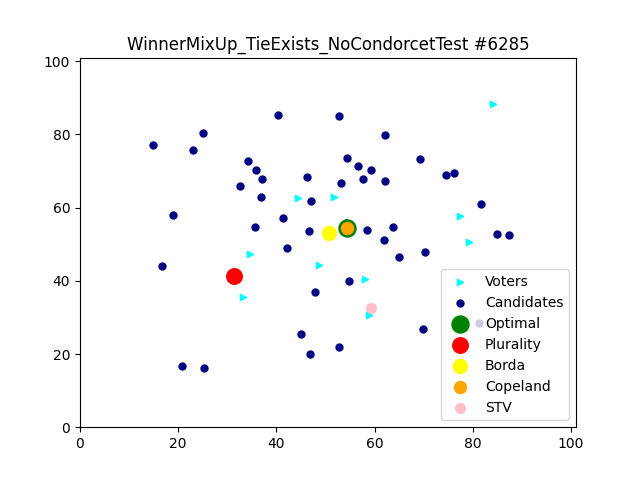 WinnerMixUp_TieExists_NoCondorcetTest #6285
100
80
60
40
20
0
0 20 40 60 80 100
Voters
Candidates
Optimal
Plurality
Borda
Copeland
STV